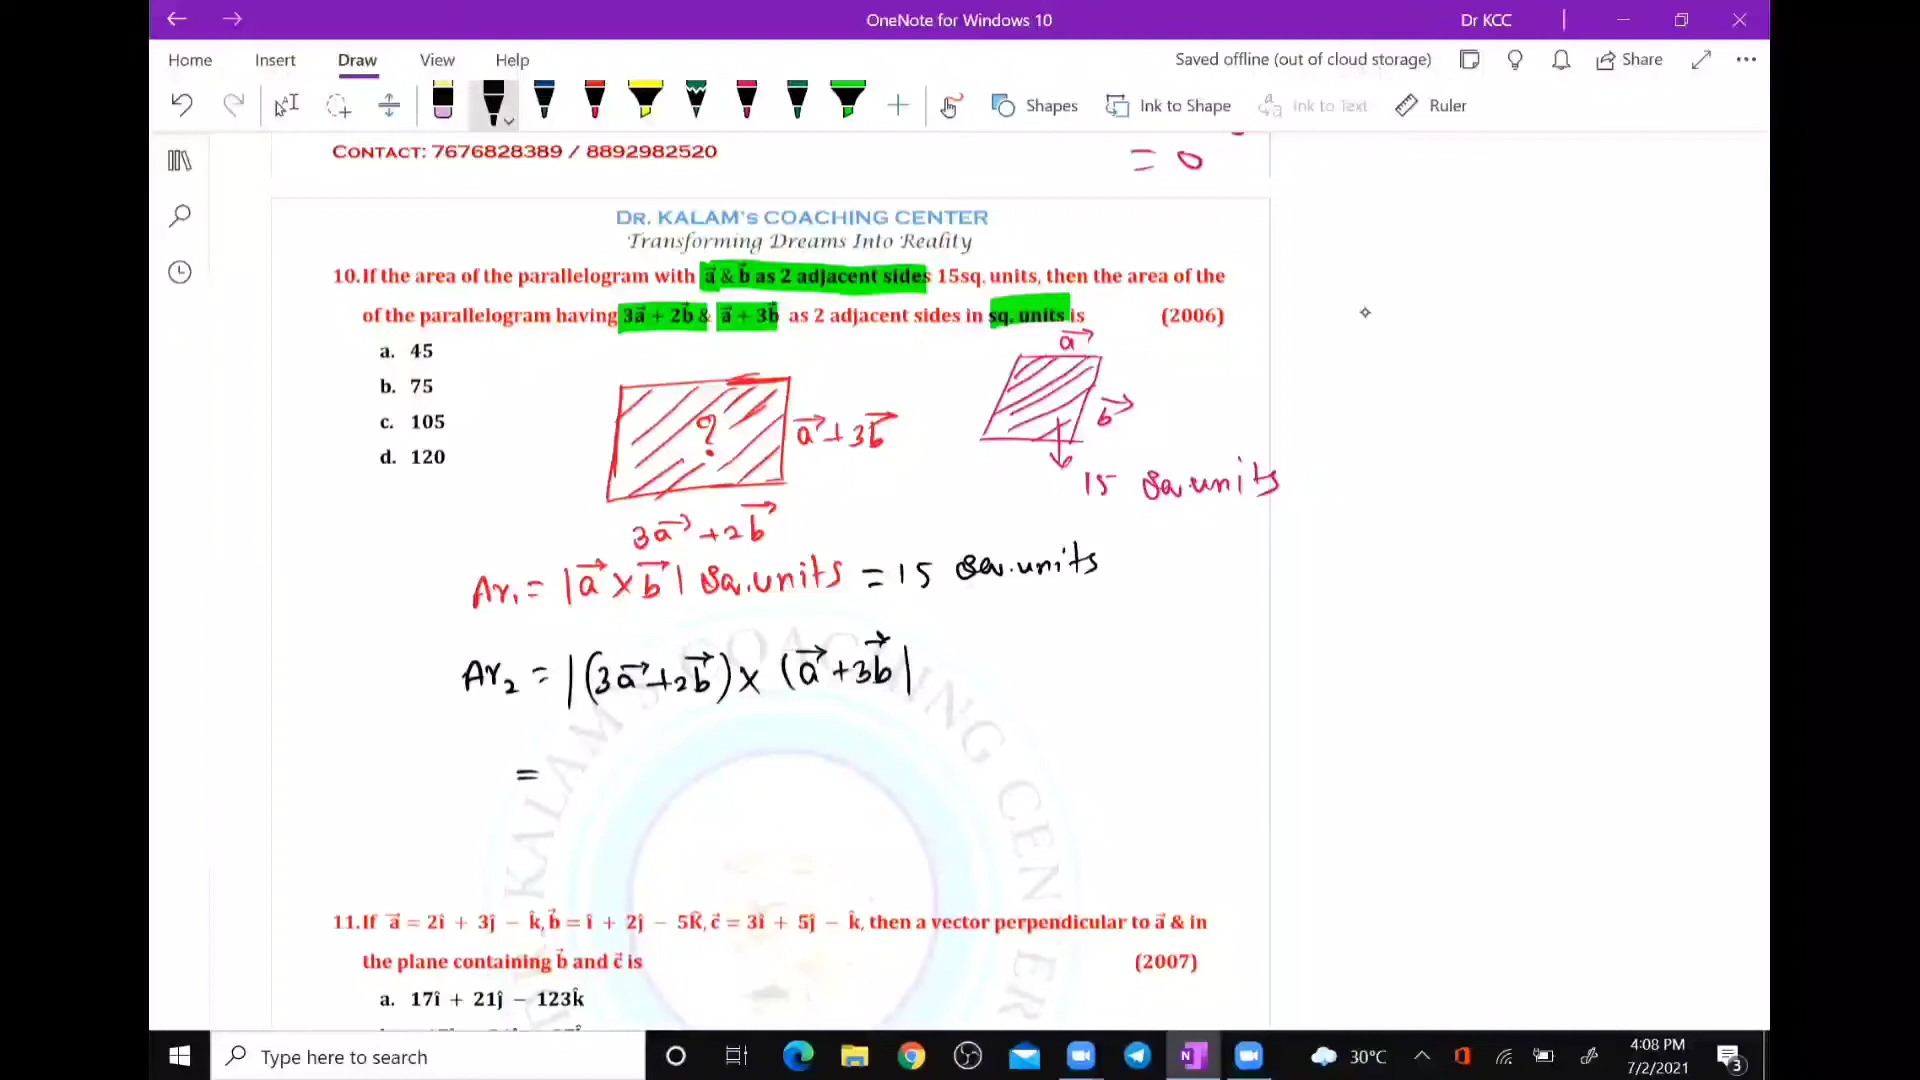 OneNote for Windows 10
Dr KCC
Home Insert Draw View Help
Saved offline (out of cloud storage)
Share
Shapes
Ink to Shape
Ink to Text
Ruler
CONTACT: 7676828389 / 8892982520
= 0
DR. KALAM's COACHING CENTER
Transforming Dreams Into Reality
10.If the area of the parallelogram with a⃗ & b⃗ as 2 adjacent sides 15sq. units, then the area of the
of the parallelogram having 3a⃗ + 2b⃗ & a⃗ + 3b⃗ as 2 adjacent sides in sq. units is (2006)
a. 45
b. 75
c. 105
d. 120
a⃗
b⃗
?
a⃗ + 3b⃗
15 Sq.units
3a⃗ + 2b⃗
Ar₁ = |a⃗ × b⃗| Sq.units = 15 Sq.units
Ar₂ = |(3a⃗+2b⃗) × (a⃗+3b⃗|
=
KALAM'S COACHING CENTER
11.If a⃗ = 2î + 3ĵ − k̂, b⃗ = î + 2ĵ − 5K̂, c⃗ = 3î + 5ĵ − k̂, then a vector perpendicular to a⃗ & in
the plane containing b⃗ and c⃗ is (2007)
a. 17î + 21ĵ − 123k̂
Type here to search
30°C
4:08 PM
7/2/2021
3